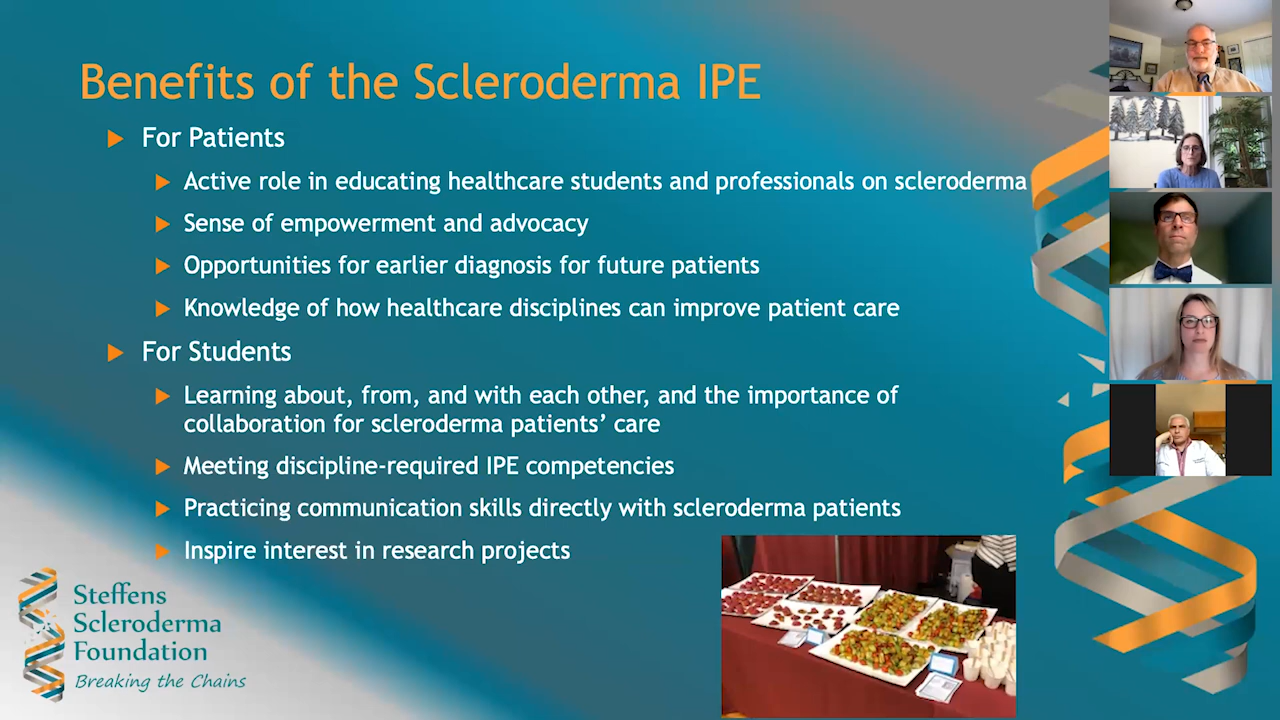 Benefits of the Scleroderma IPE
For Patients
Active role in educating healthcare students and professionals on scleroderma
Sense of empowerment and advocacy
Opportunities for earlier diagnosis for future patients
Knowledge of how healthcare disciplines can improve patient care
For Students
Learning about, from, and with each other, and the importance of
collaboration for scleroderma patients’ care
Meeting discipline-required IPE competencies
Practicing communication skills directly with scleroderma patients
Inspire interest in research projects
Steffens
Scleroderma
Foundation
Breaking the Chains